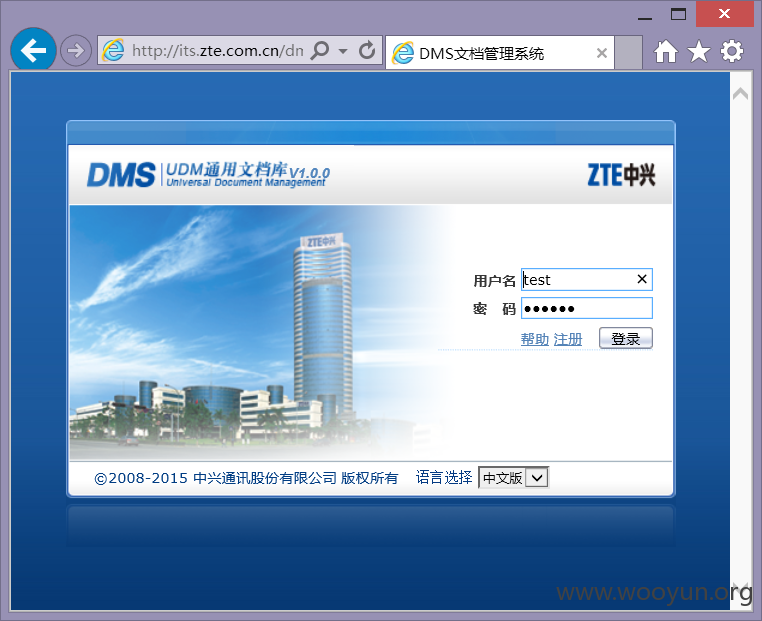 http://its.zte.com.cn/dn
DMS文档管理系统
DMS UDM通用文档库V1.0.0
Universal Document Management
ZTE中兴
ZTE中兴
用户名 test
密 码 ●●●●●●
帮助 注册 登录
©2008-2015 中兴通讯股份有限公司 版权所有 语言选择 中文版
www.wooyun.org